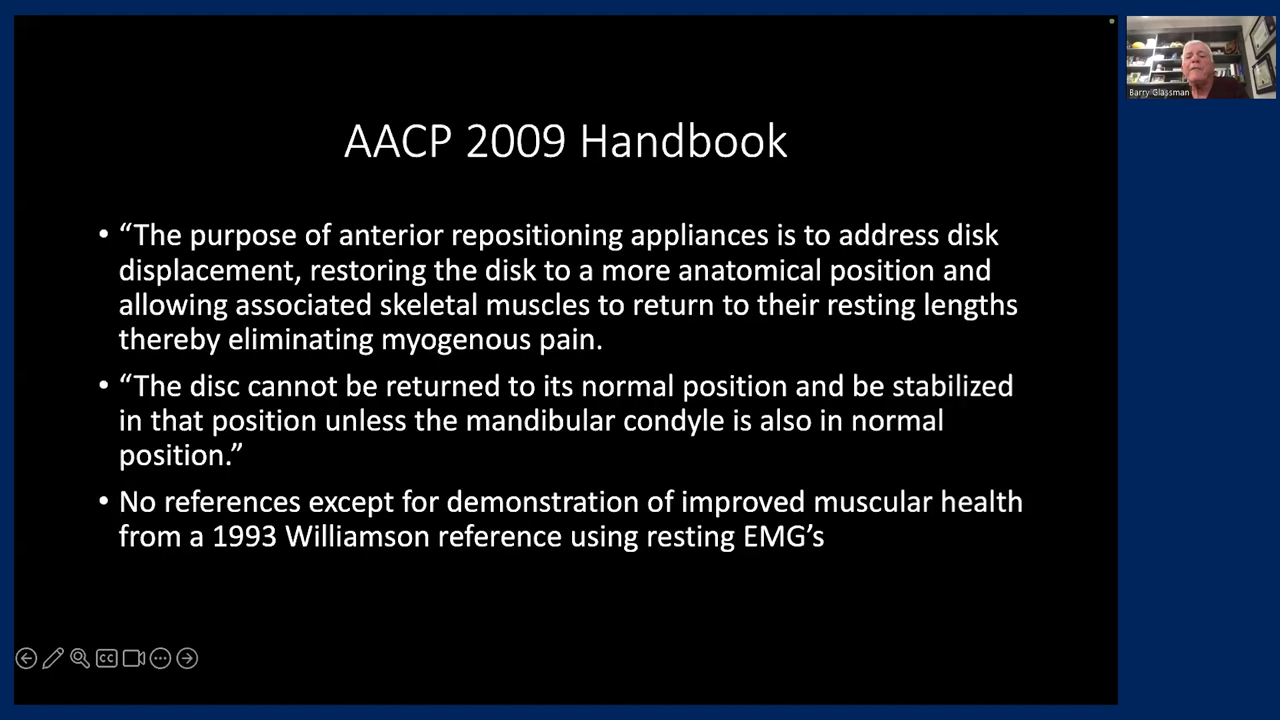 AACP 2009 Handbook
• “The purpose of anterior repositioning appliances is to address disk
displacement, restoring the disk to a more anatomical position and
allowing associated skeletal muscles to return to their resting lengths
thereby eliminating myogenous pain.
• “The disc cannot be returned to its normal position and be stabilized
in that position unless the mandibular condyle is also in normal
position.”
• No references except for demonstration of improved muscular health
from a 1993 Williamson reference using resting EMG’s
CC
Barry Glassman